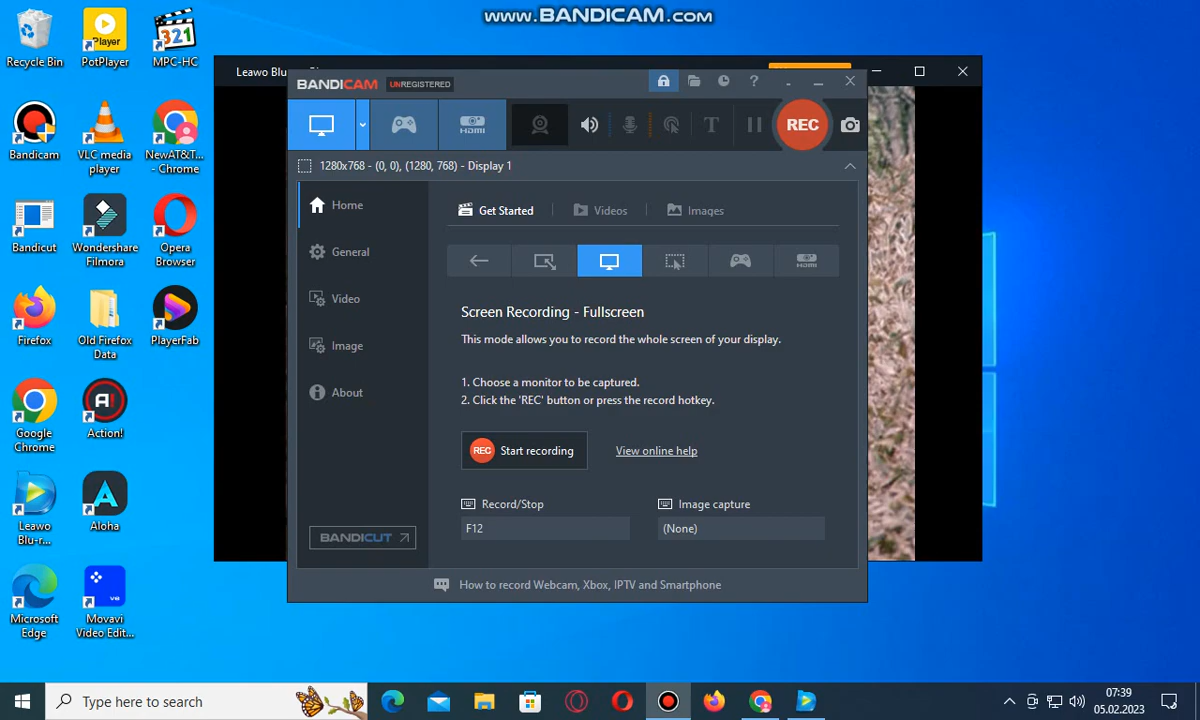 www.BANDICAM.com
Recycle Bin
PotPlayer
MPC-HC
Player
321
Bandicam
VLC media
player
NewAT&T...
- Chrome
Bandicut
Wondershare
Filmora
Opera
Browser
Firefox
Old Firefox
Data
PlayerFab
Google
Chrome
Action!
Leawo
Blu-r...
Aloha
Microsoft
Edge
Movavi
Video Edit...
Leawo Blu
BANDICAM UNREGISTERED
HDMI
T
REC
1280x768 - (0, 0), (1280, 768) - Display 1
Home
General
Video
Image
About
BANDICUT
Get Started
Videos
Images
HDMI
Screen Recording - Fullscreen
This mode allows you to record the whole screen of your display.
1. Choose a monitor to be captured.
2. Click the 'REC' button or press the record hotkey.
REC Start recording
View online help
Record/Stop
Image capture
F12
(None)
How to record Webcam, Xbox, IPTV and Smartphone
Type here to search
07:39
05.02.2023